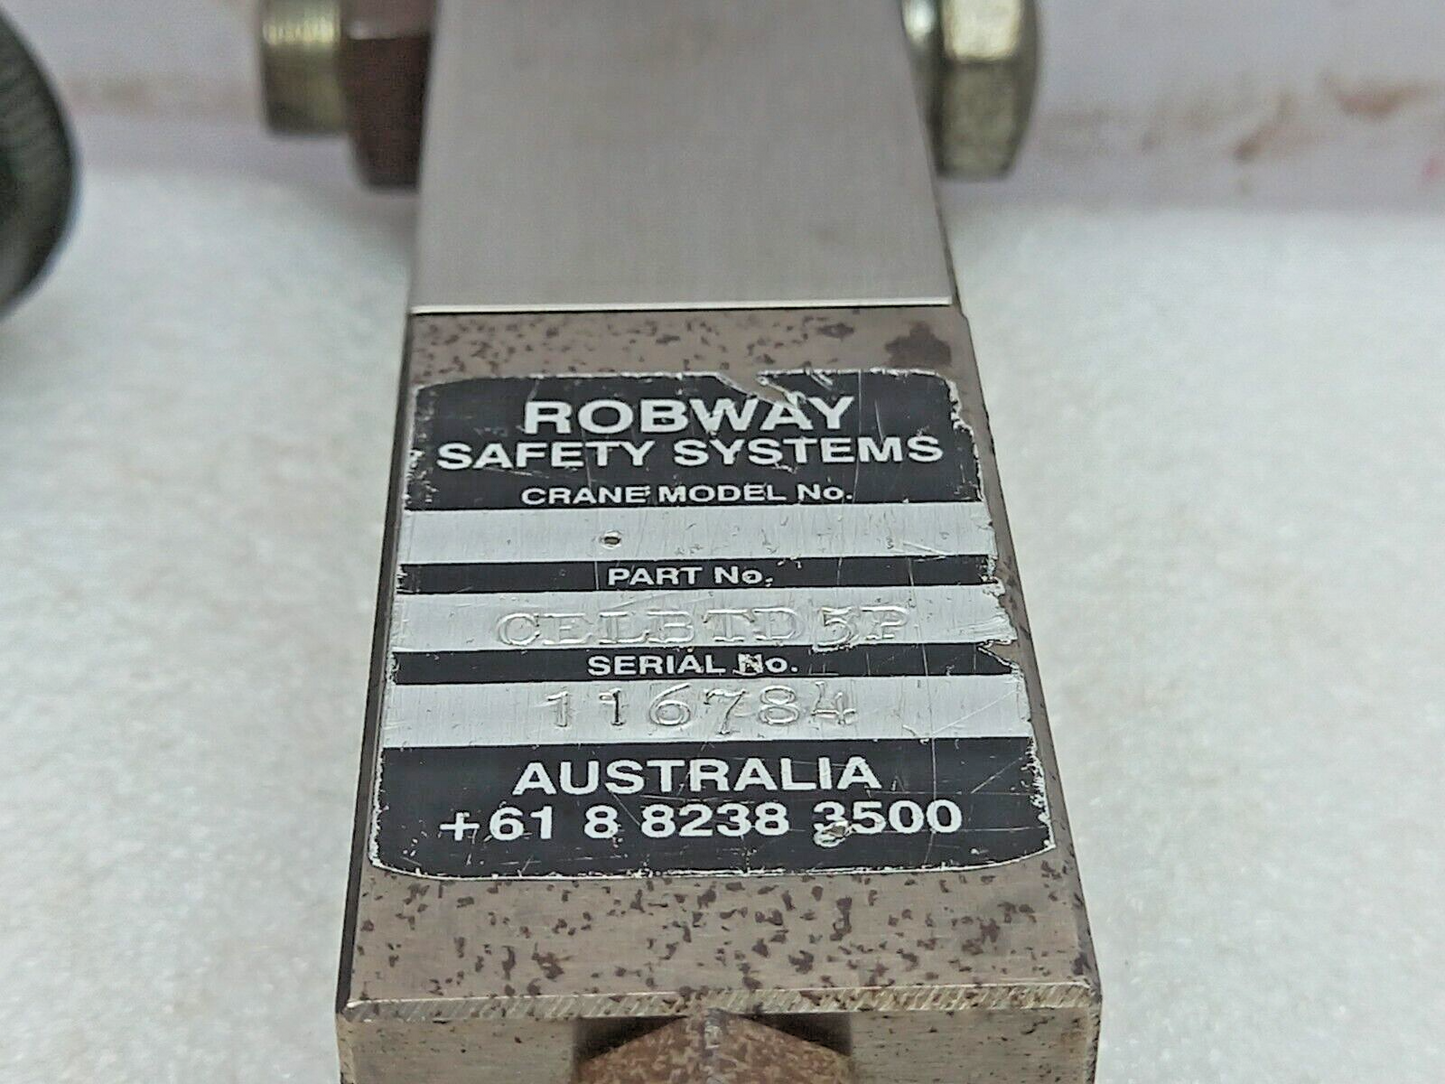 ROBWAY
SAFETY SYSTEMS
CRANE MODEL No.
PART No.
CELBTD5P
SERIAL No.
116784
AUSTRALIA
+61 8 8238 3500